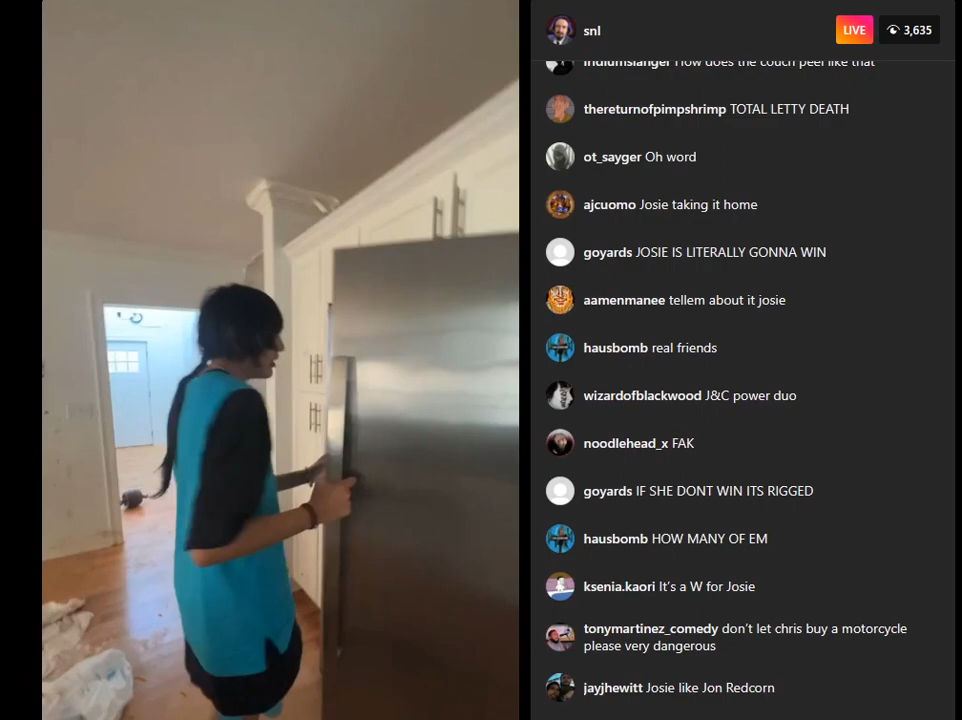 snl
LIVE
3,635
indiumslanger How does the couch peel like that
thereturnofpimpshrimp TOTAL LETTY DEATH
ot_sayger Oh word
ajcuomo Josie taking it home
goyards JOSIE IS LITERALLY GONNA WIN
aamenmanee tellem about it josie
hausbomb real friends
wizardofblackwood J&C power duo
noodlehead_x FAK
goyards IF SHE DONT WIN ITS RIGGED
hausbomb HOW MANY OF EM
ksenia.kaori It's a W for Josie
tonymartinez_comedy don't let chris buy a motorcycle
please very dangerous
jayjhewitt Josie like Jon Redcorn